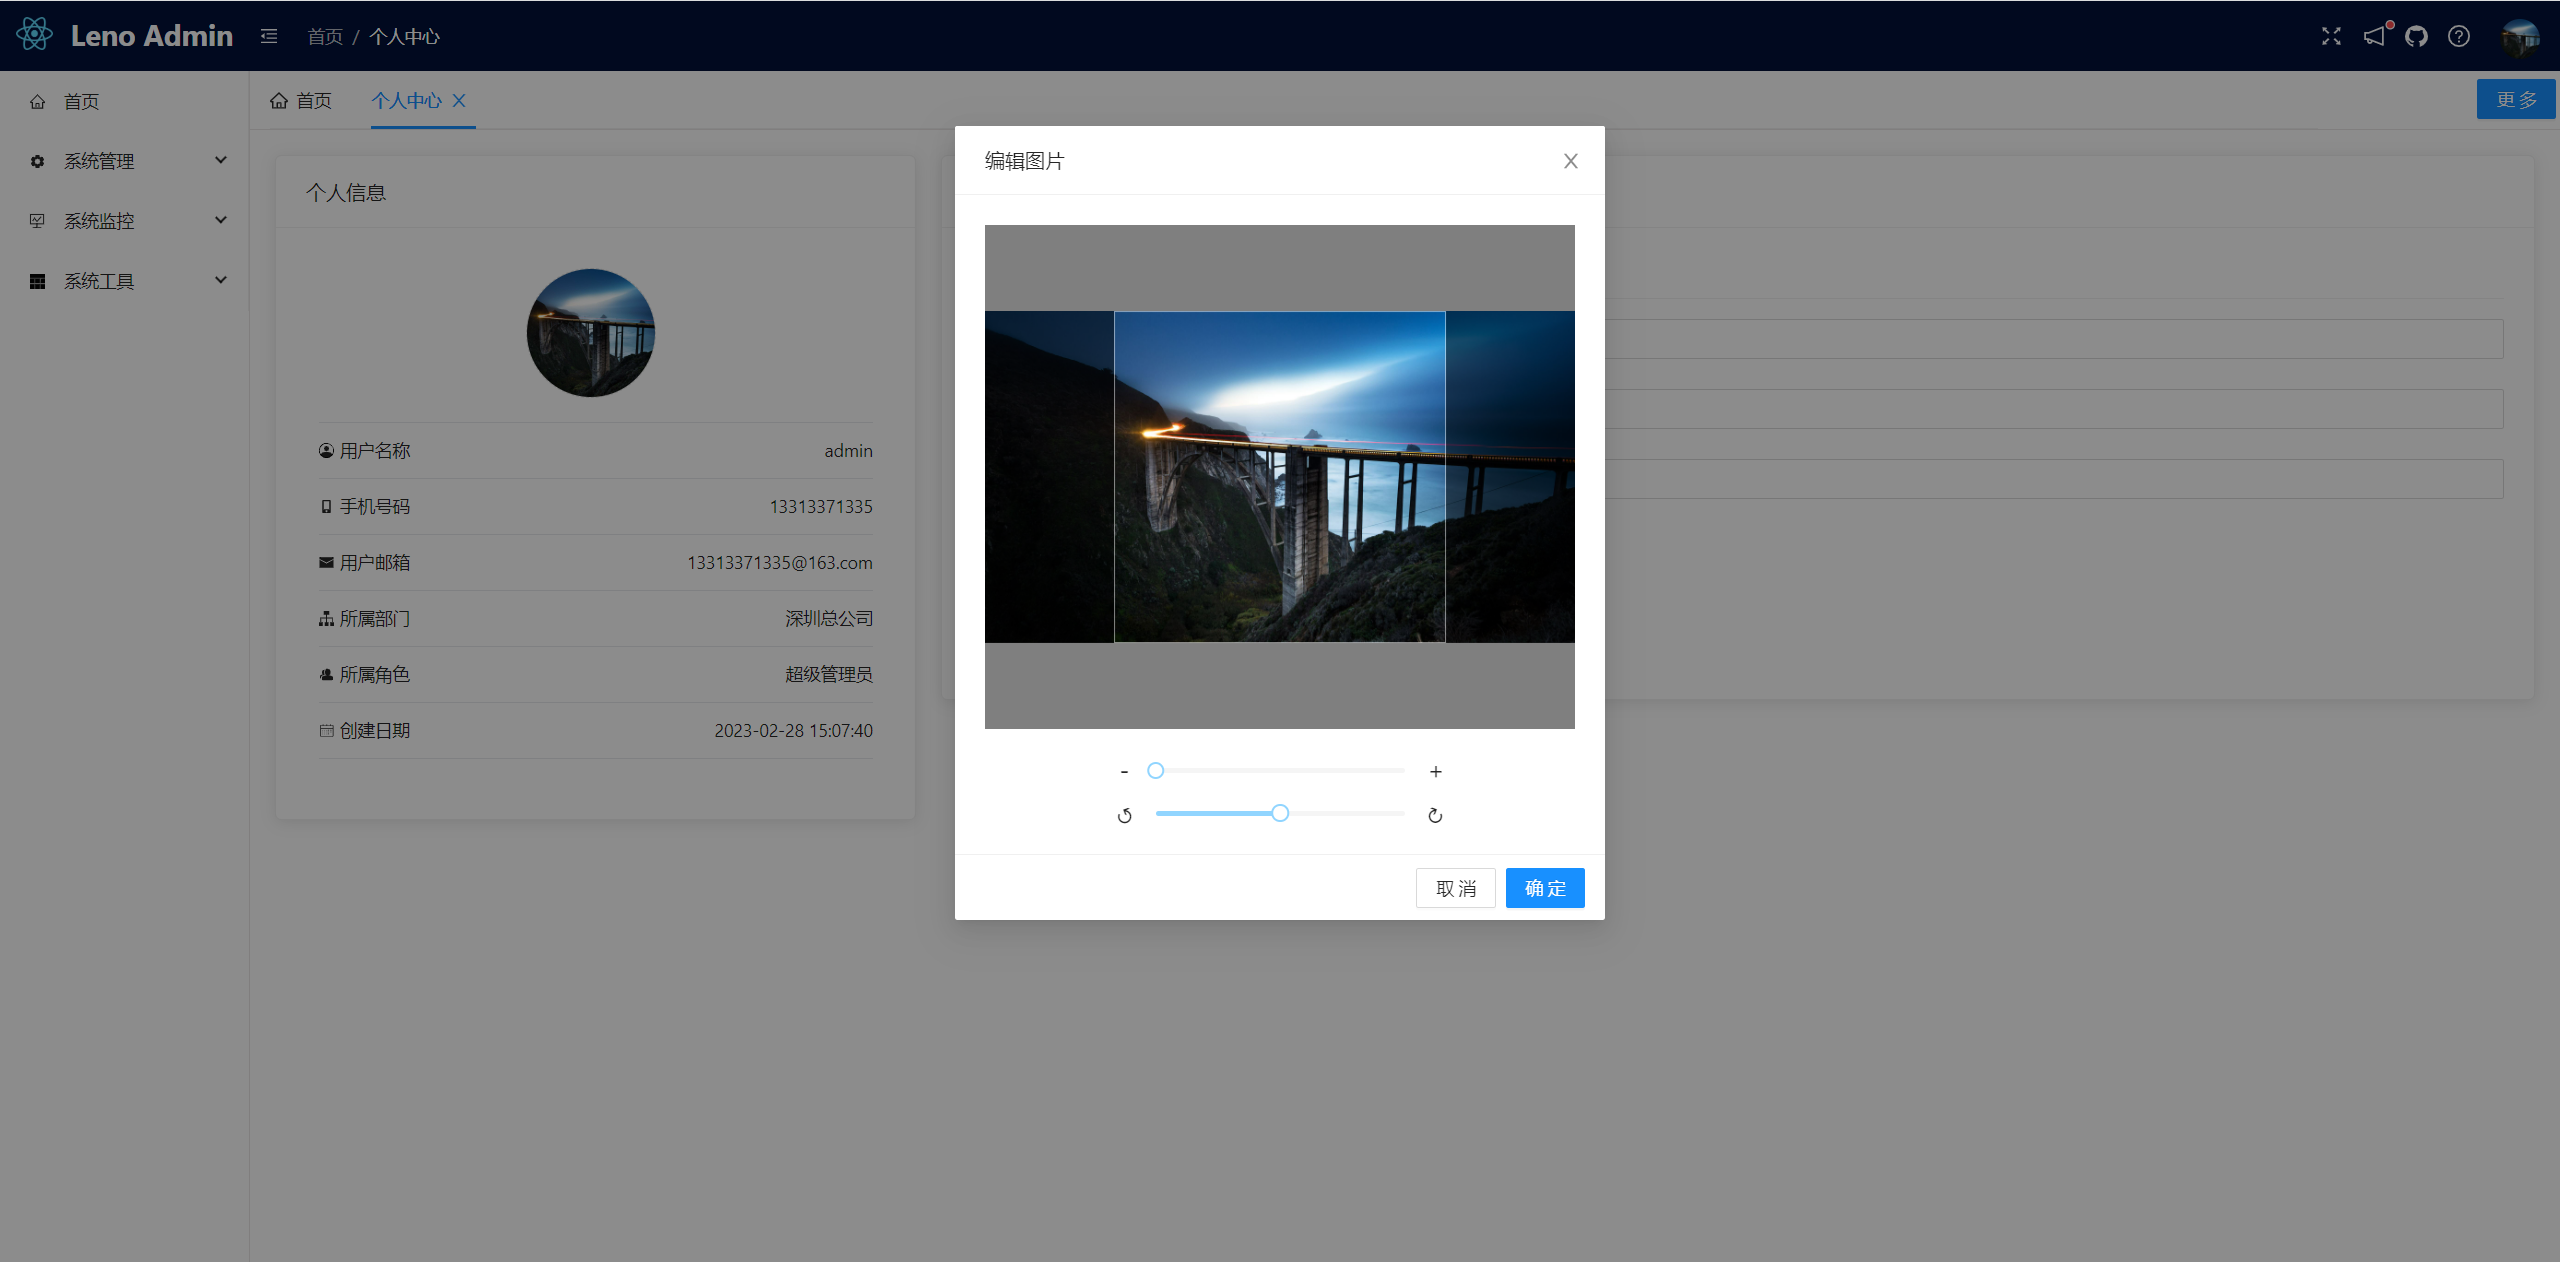 Leno Admin 首页 / 个人中心
首页
系统管理
系统监控
系统工具
首页 个人中心 更多
个人信息
用户名称 admin
手机号码 13313371335
用户邮箱 13313371335@163.com
所属部门 深圳总公司
所属角色 超级管理员
创建日期 2023-02-28 15:07:40
编辑图片
- +
↺ ↻
取消 确定